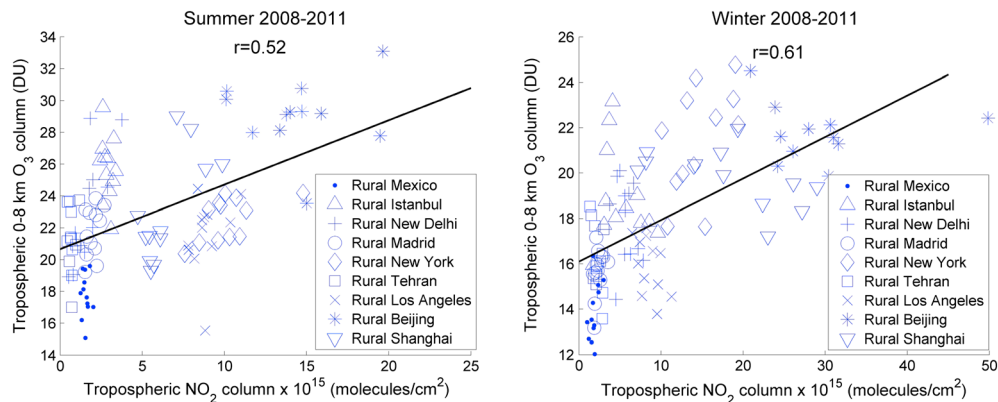 Summer 2008-2011
r=0.52
Tropospheric 0-8 km O3 column (DU)
34
32
30
28
26
24
22
20
18
16
14
0 5 10 15 20 25
Tropospheric NO2 column x 10^15 (molecules/cm^2)
Rural Mexico
Rural Istanbul
Rural New Delhi
Rural Madrid
Rural New York
Rural Tehran
Rural Los Angeles
Rural Beijing
Rural Shanghai
Winter 2008-2011
r=0.61
Tropospheric 0-8 km O3 column (DU)
26
24
22
20
18
16
14
12
0 10 20 30 40 50
Tropospheric NO2 column x 10^15 (molecules/cm^2)
Rural Mexico
Rural Istanbul
Rural New Delhi
Rural Madrid
Rural New York
Rural Tehran
Rural Los Angeles
Rural Beijing
Rural Shanghai